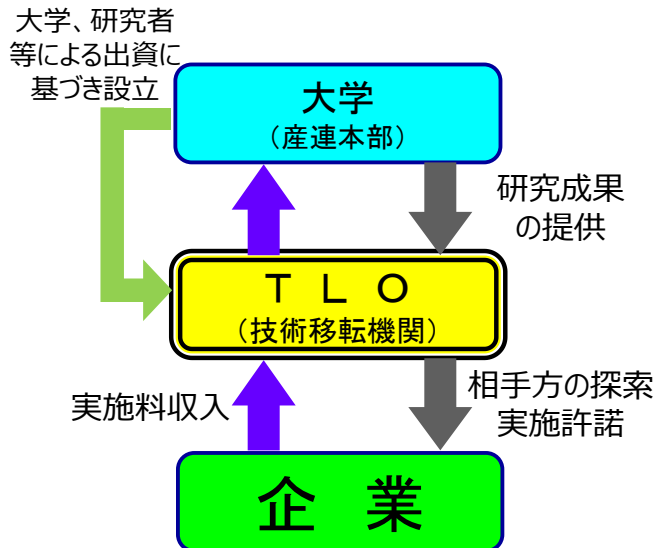 大学、研究者
等による出資に
基づき設立
大学
（産連本部）
研究成果
の提供
ＴＬＯ
（技術移転機関）
実施料収入
相手方の探索
実施許諾
企　業